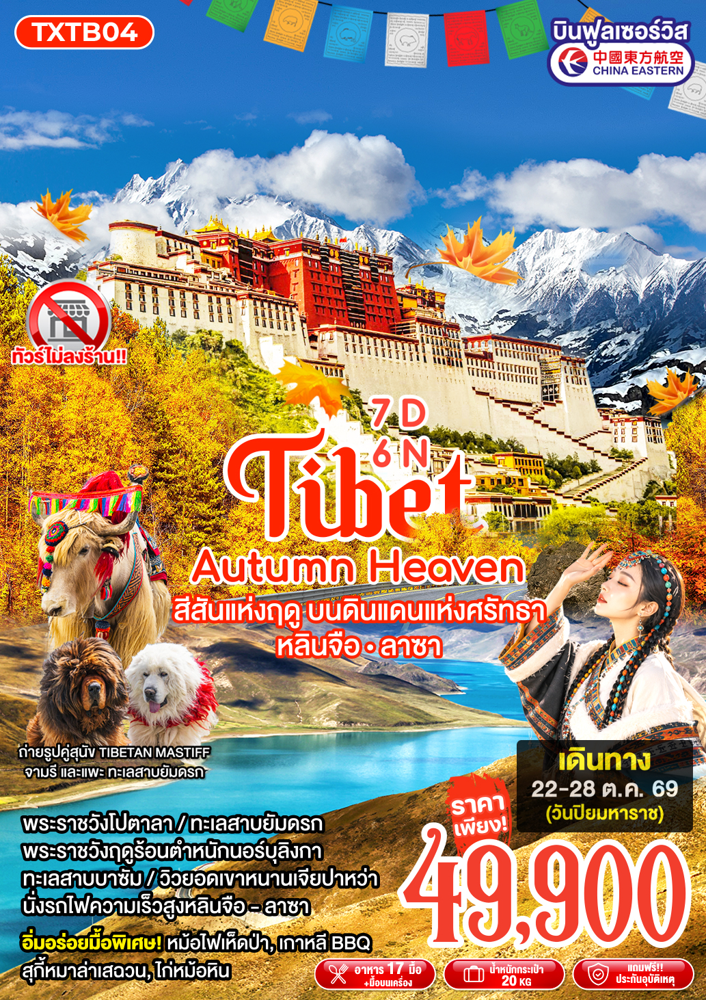 TXTB04
บินฟูลเซอร์วิส
中國東方航空
CHINA EASTERN
ทัวร์ไม่ลงร้าน!!
7D
6N
Tibet
Autumn Heaven
สีสันแห่งฤดู บนดินแดนแห่งศรัทธา
หลินจือ • ลาซา
ถ่ายรูปคู่สุนัข TIBETAN MASTIFF
จามรี และแพะ ทะเลสาบยัมดรก
เดินทาง
22-28 ต.ค. 69
(วันปิยมหาราช)
ราคา
เพียง!
49,900
พระราชวังโปตาลา / ทะเลสาบยัมดรก
พระราชวังฤดูร้อนตำหนักนอร์บุลิงกา
ทะเลสาบบาซัม / วิวยอดเขาหนานเจียปาหว่า
นั่งรถไฟความเร็วสูงหลินจือ - ลาซา
อิ่มอร่อยมื้อพิเศษ! หม้อไฟเห็ดป่า, เกาหลี BBQ
สุกี้หมาล่าเสฉวน, ไก่หม้อหิน
อาหาร 17 มื้อ
+มื้อบนเครื่อง
น้ำหนักกระเป๋า
20 KG
แถมฟรี!!
ประกันอุบัติเหตุ